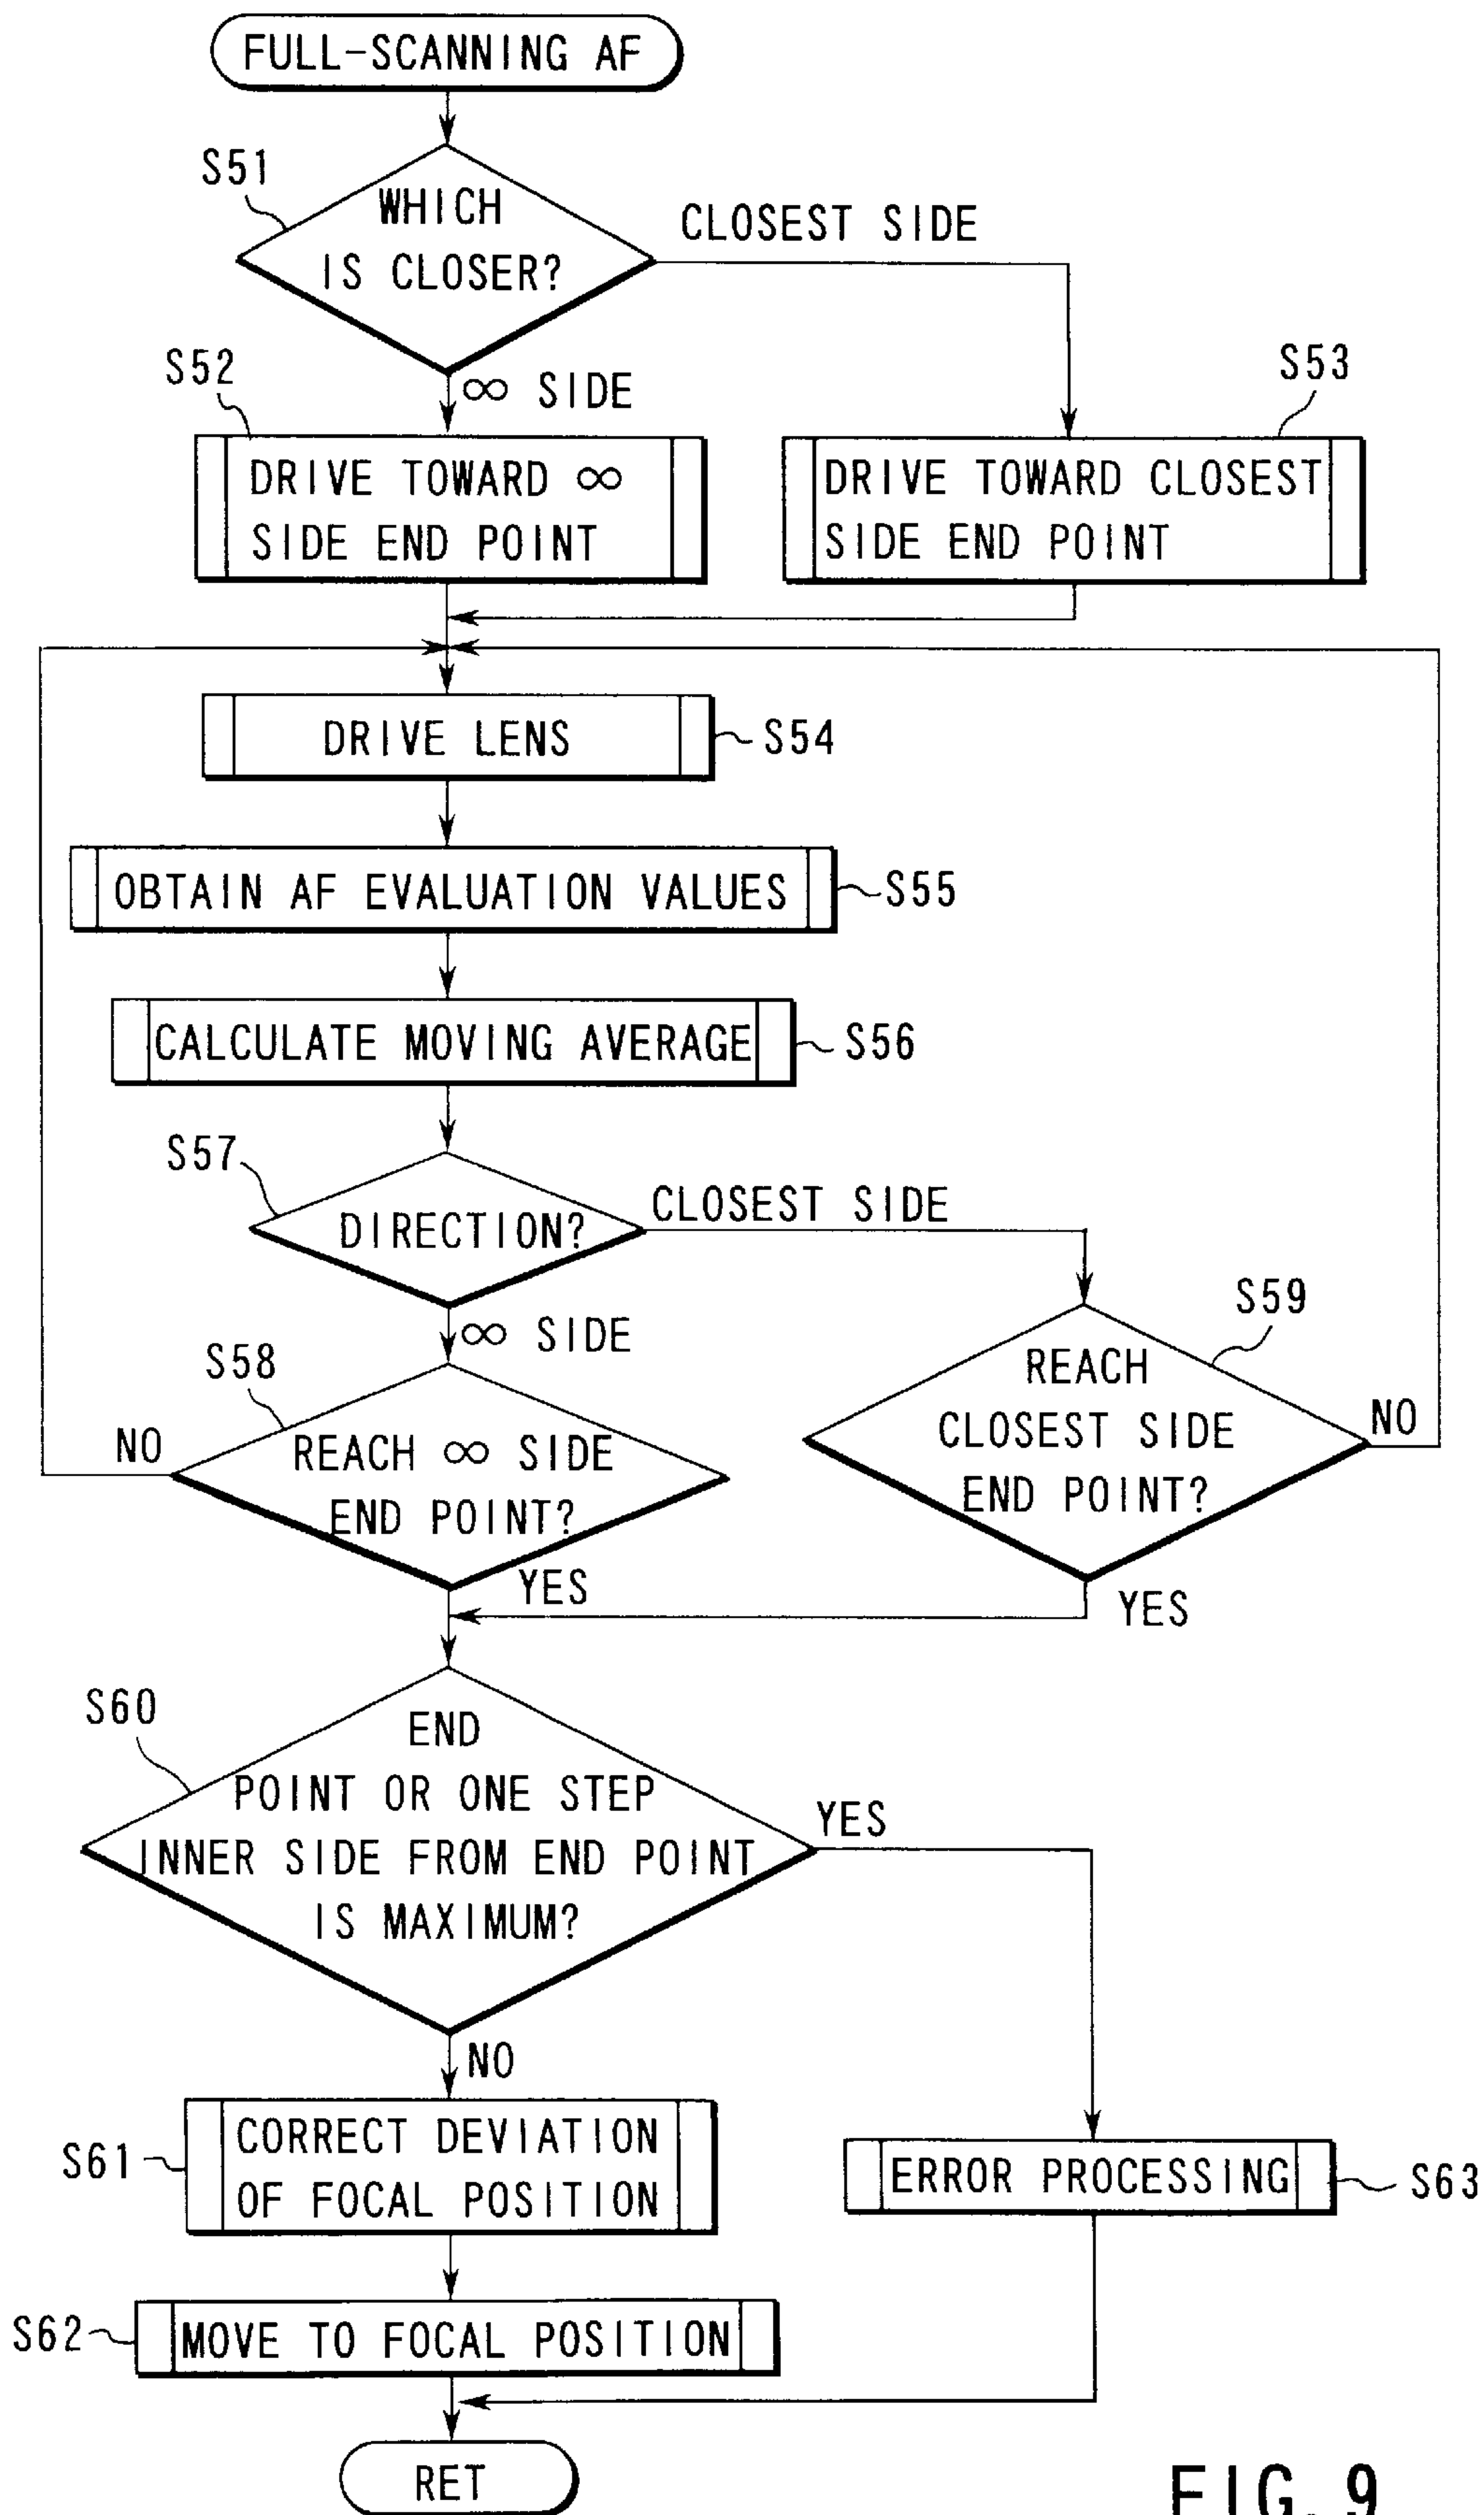 FULL-SCANNING AF
S51
WHICH
IS CLOSER?
CLOSEST SIDE
S52
∞ SIDE
S53
DRIVE TOWARD ∞
SIDE END POINT
DRIVE TOWARD CLOSEST
SIDE END POINT
DRIVE LENS
S54
OBTAIN AF EVALUATION VALUES
S55
CALCULATE MOVING AVERAGE
S56
S57
DIRECTION?
CLOSEST SIDE
∞ SIDE
S58
REACH ∞ SIDE
END POINT?
NO
YES
S59
REACH
CLOSEST SIDE
END POINT?
NO
YES
S60
END
POINT OR ONE STEP
INNER SIDE FROM END POINT
IS MAXIMUM?
YES
NO
S61
CORRECT DEVIATION
OF FOCAL POSITION
ERROR PROCESSING
S63
S62
MOVE TO FOCAL POSITION
RET
FIG. 9